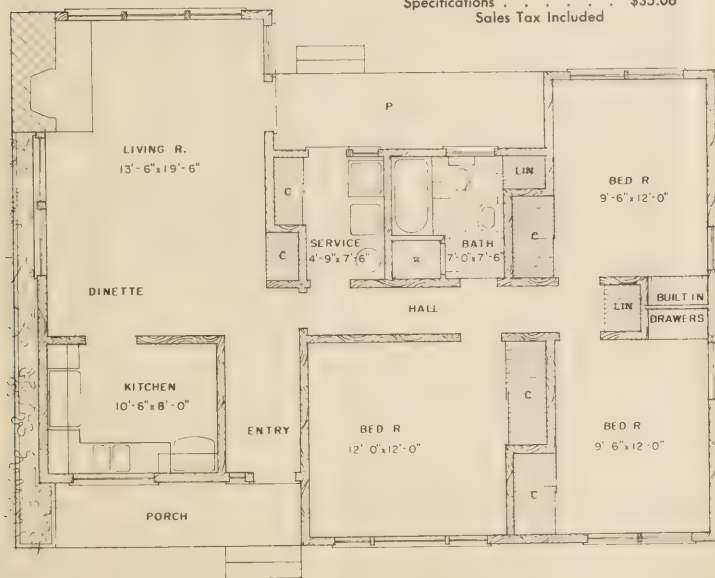 Specifications . . . . . . $35.08
Sales Tax Included
P
LIVING R.
13'-6"x19'-6"
LIN
BED R
9'-6"x12'-0"
C
SERVICE
4'-9"x7'-6"
BATH
7'-0"x7'-6"
C
C
DINETTE
HALL
LIN
BUILT IN
DRAWERS
KITCHEN
10'-6"x8'-0"
C
ENTRY
BED R
12' 0"x12'-0"
BED R
9' 6"x12-0"
C
PORCH